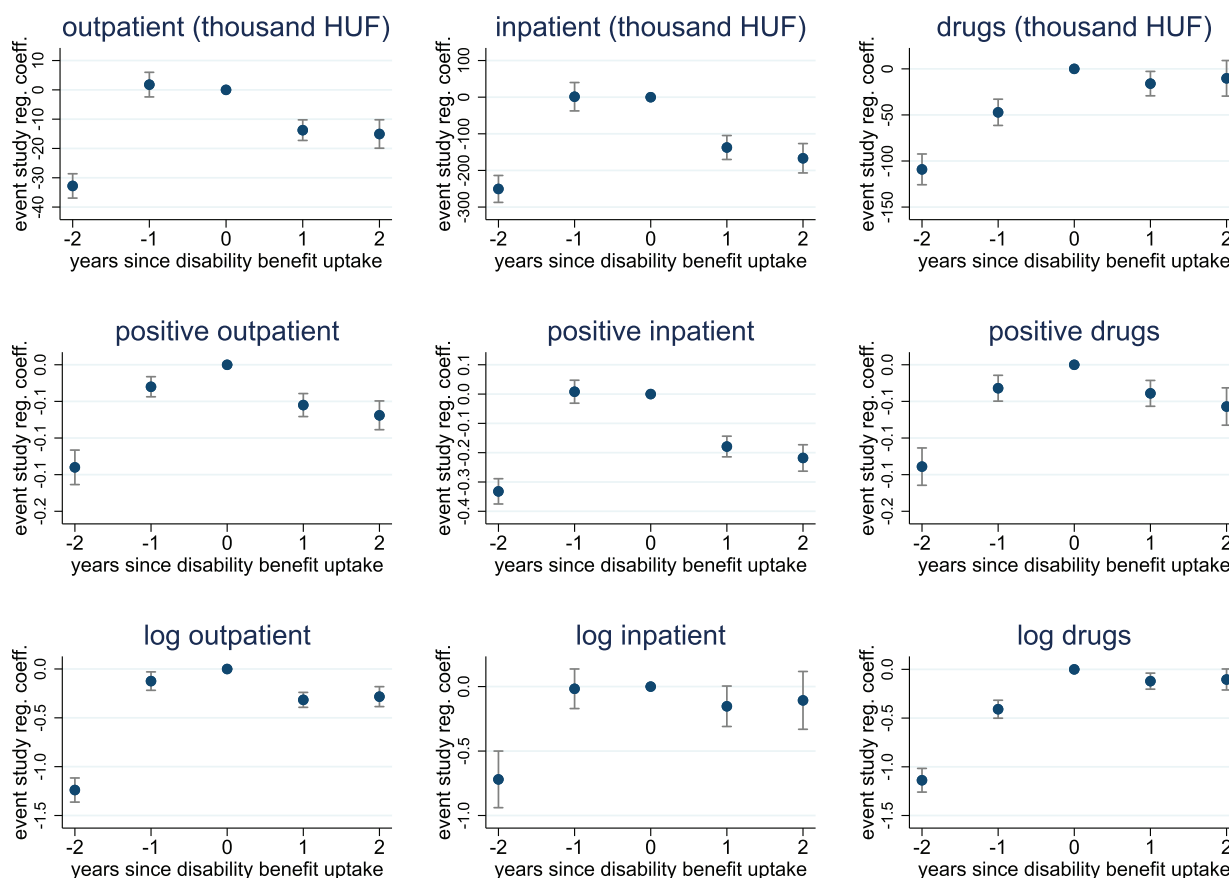 outpatient (thousand HUF)
event study reg. coeff.
10
0
-10
-20
-30
-40
-2 -1 0 1 2
years since disability benefit uptake
inpatient (thousand HUF)
event study reg. coeff.
100
0
-100
-200
-300
-2 -1 0 1 2
years since disability benefit uptake
drugs (thousand HUF)
event study reg. coeff.
0
-50
-100
-150
-2 -1 0 1 2
years since disability benefit uptake
positive outpatient
event study reg. coeff.
0.0
-0.1
-0.1
-0.1
-0.2
-2 -1 0 1 2
years since disability benefit uptake
positive inpatient
event study reg. coeff.
0.1
0.0
-0.1
-0.2
-0.3
-0.4
-2 -1 0 1 2
years since disability benefit uptake
positive drugs
event study reg. coeff.
0.0
-0.1
-0.1
-0.1
-0.2
-2 -1 0 1 2
years since disability benefit uptake
log outpatient
event study reg. coeff.
0.0
-0.5
-1.0
-1.5
-2 -1 0 1 2
years since disability benefit uptake
log inpatient
event study reg. coeff.
0.0
-0.5
-1.0
-2 -1 0 1 2
years since disability benefit uptake
log drugs
event study reg. coeff.
0.0
-0.5
-1.0
-1.5
-2 -1 0 1 2
years since disability benefit uptake